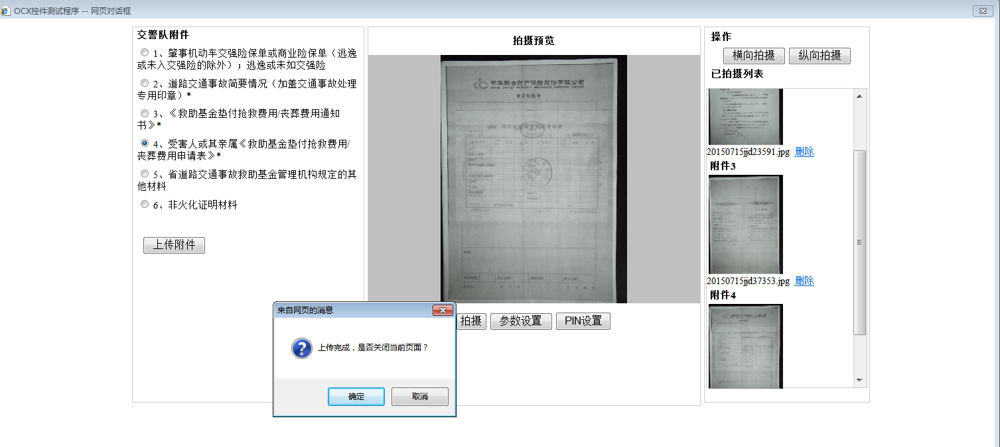 OCX控件测试程序 -- 网页对话框
交警队附件
1、肇事机动车交强险保单或商业险保单（逃逸
或未入交强险的除外）；逃逸或未如交强险
2、道路交通事故简要情况（加盖交通事故处理
专用印章）*
3、《救助基金垫付抢救费用/丧葬费用通知
书》*
4、受害人或其亲属《救助基金垫付抢救费用/
丧葬费用申请表》*
5、省道路交通事故救助基金管理机构规定的其
他材料
6、非火化证明材料
上传附件
拍摄预览
中华联合财产保险股份有限公司
CHINA UNITED PROPERTY INSURANCE COMPANY LIMITED
单证粘贴单
拍摄
参数设置
PIN设置
操作
横向拍摄
纵向拍摄
已拍摄列表
20150715jjd23591.jpg 删除
附件3
20150715jjd37353.jpg 删除
附件4
来自网页的消息
上传完成，是否关闭当前页面？
确定
取消